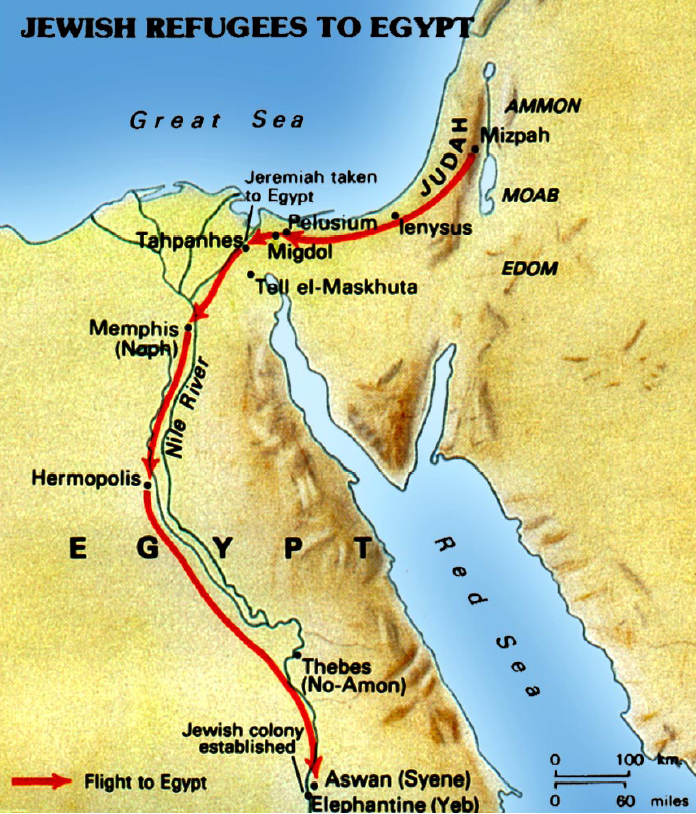 JEWISH REFUGEES TO EGYPT
Great Sea
AMMON
Mizpah
JUDAH
MOAB
Jeremiah taken
to Egypt
Pelusium
Ienysus
Tahpanhes
Migdol
EDOM
Tell el-Maskhuta
Memphis
(Noph)
Nile River
Hermopolis
EGYPT
Red Sea
Thebes
(No-Amon)
Jewish colony
established
0 100 km.
Flight to Egypt
Aswan (Syene)
Elephantine (Yeb)
0 60 miles